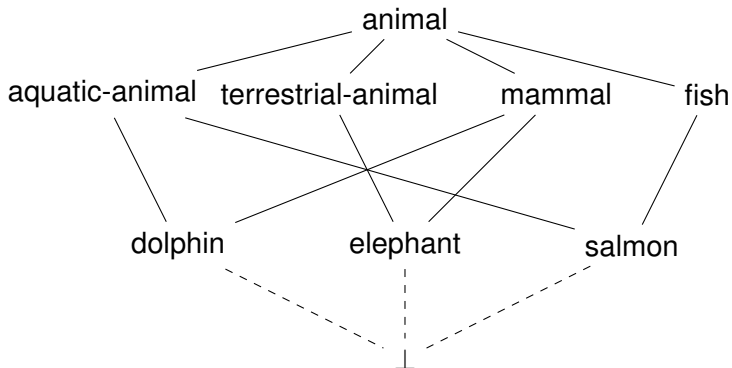 animal
aquatic-animal terrestrial-animal mammal fish
dolphin elephant salmon
⊥